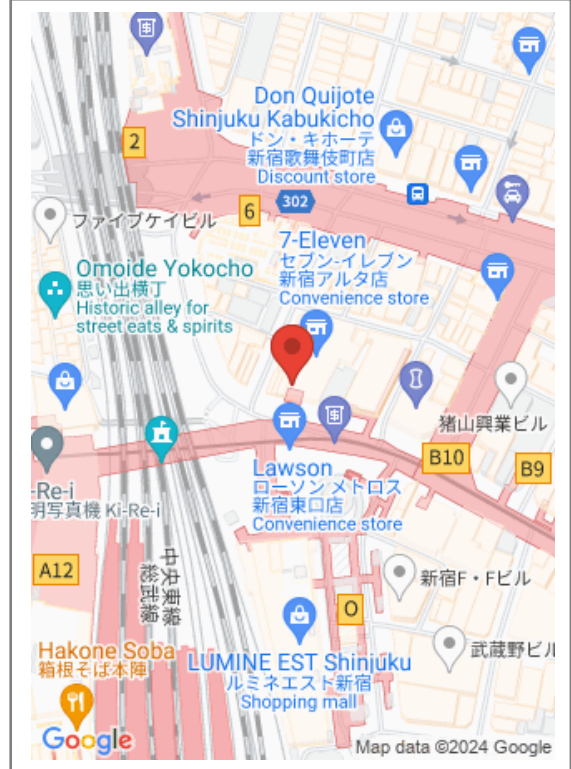 Don Quijote
Shinjuku Kabukicho
ドン・キホーテ
新宿歌舞伎町店
Discount store
2
6
302
ファイブケイビル
7-Eleven
セブン-イレブン
新宿アルタ店
Convenience store
Omoide Yokocho
思い出横丁
Historic alley for
street eats & spirits
猪山興業ビル
B10
B9
Lawson
ローソン メトロス
新宿東口店
Convenience store
-Re-i
明写真機 Ki-Re-i
A12
中央東線
総武線
新宿F・Fビル
O
武蔵野ビル
LUMINE EST Shinjuku
ルミネエスト新宿
Shopping mall
Hakone Soba
箱根そば本陣
Google
Map data ©2024 Google